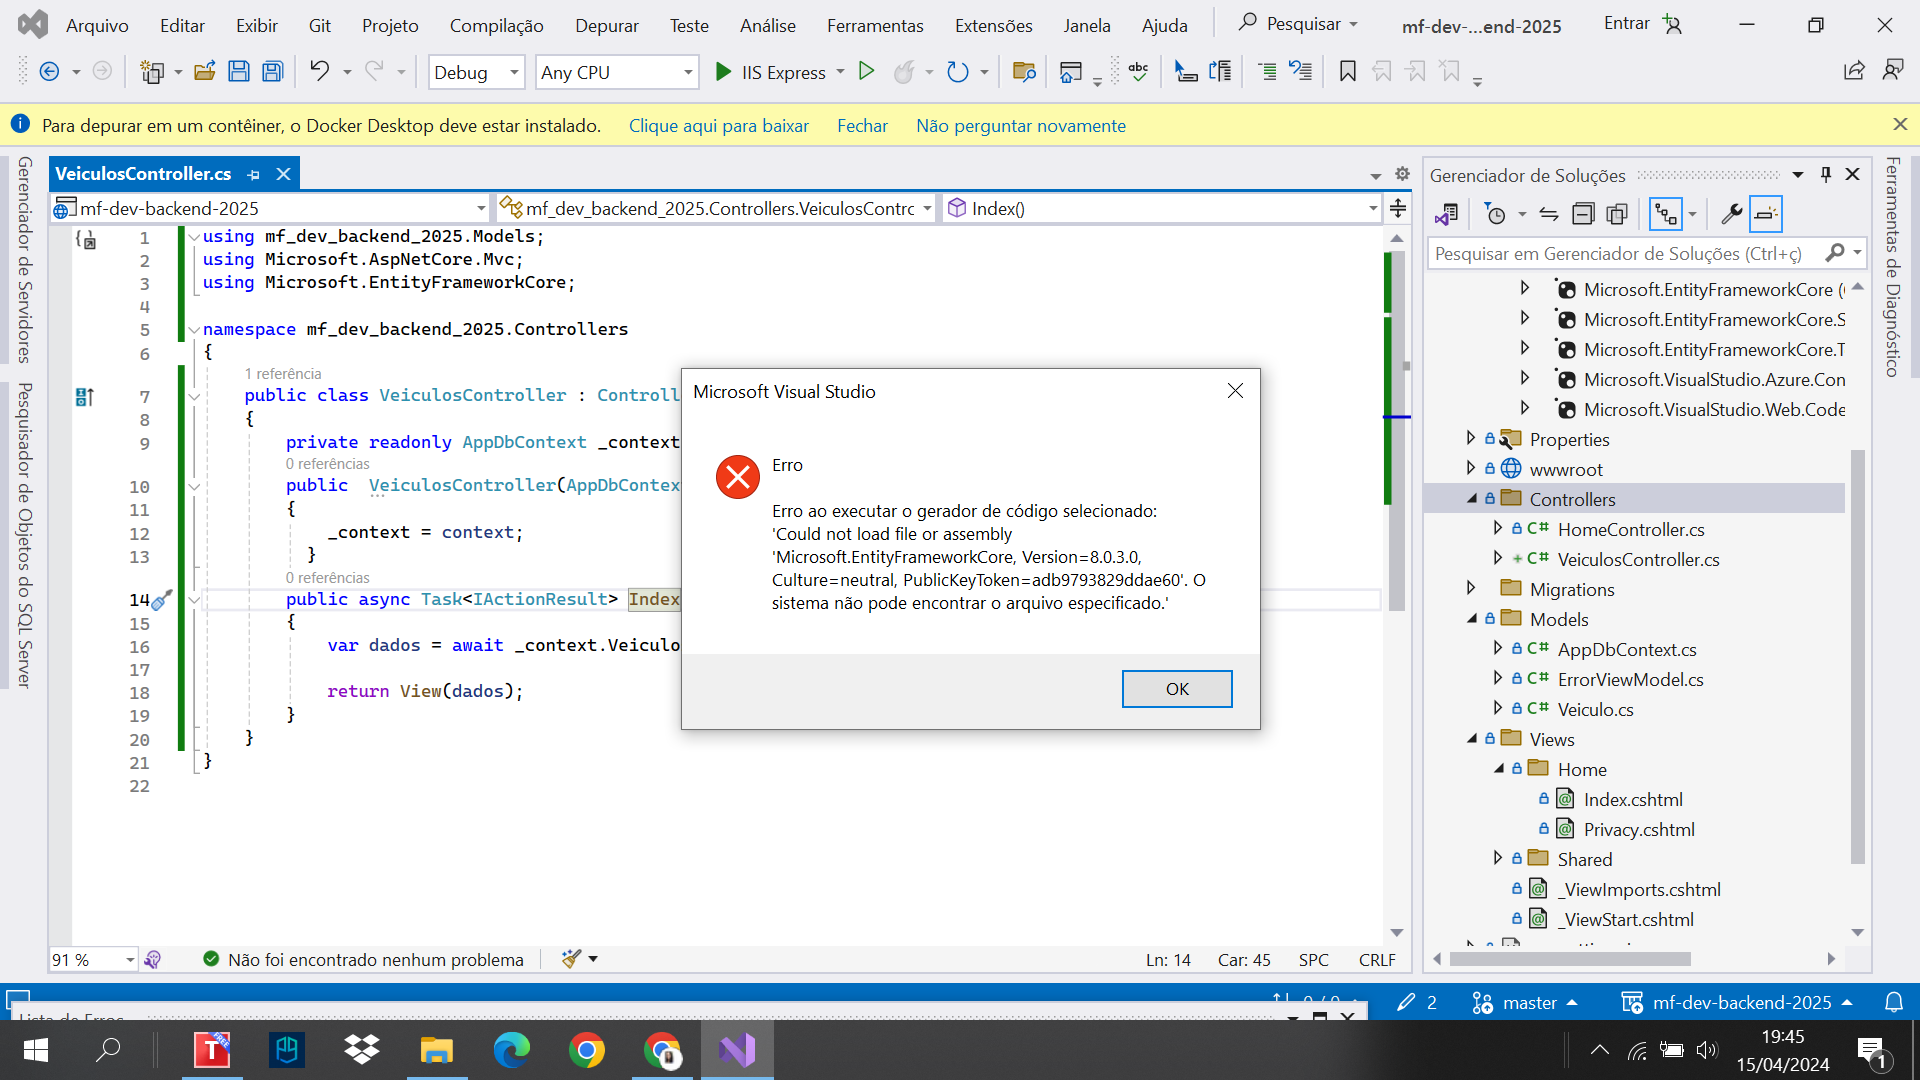 Arquivo Editar Exibir Git Projeto Compilação Depurar Teste Análise Ferramentas Extensões Janela Ajuda Pesquisar mf-dev-...end-2025 Entrar
Debug Any CPU IIS Express
Para depurar em um contêiner, o Docker Desktop deve estar instalado. Clique aqui para baixar Fechar Não perguntar novamente
Gerenciador de Servidores
Pesquisador de Objetos do SQL Server
VeiculosController.cs
mf-dev-backend-2025 mf_dev_backend_2025.Controllers.VeiculosContrc Index()
1 using mf_dev_backend_2025.Models;
2 using Microsoft.AspNetCore.Mvc;
3 using Microsoft.EntityFrameworkCore;
4
5 namespace mf_dev_backend_2025.Controllers
6 {
1 referência
7 public class VeiculosController : Controll
8 {
9 private readonly AppDbContext _context
0 referências
10 public VeiculosController(AppDbContex
11 {
12 _context = context;
13 }
0 referências
14 public async Task<IActionResult> Index
15 {
16 var dados = await _context.Veiculo
17
18 return View(dados);
19 }
20 }
21 }
22
Microsoft Visual Studio
Erro
Erro ao executar o gerador de código selecionado:
'Could not load file or assembly
'Microsoft.EntityFrameworkCore, Version=8.0.3.0,
Culture=neutral, PublicKeyToken=adb9793829ddae60'. O
sistema não pode encontrar o arquivo especificado.'
OK
91 % Não foi encontrado nenhum problema Ln: 14 Car: 45 SPC CRLF
Gerenciador de Soluções
Pesquisar em Gerenciador de Soluções (Ctrl+ç)
Microsoft.EntityFrameworkCore (
Microsoft.EntityFrameworkCore.S
Microsoft.EntityFrameworkCore.T
Microsoft.VisualStudio.Azure.Con
Microsoft.VisualStudio.Web.Code
Properties
wwwroot
Controllers
C# HomeController.cs
C# VeiculosController.cs
Migrations
Models
C# AppDbContext.cs
C# ErrorViewModel.cs
C# Veiculo.cs
Views
Home
Index.cshtml
Privacy.cshtml
Shared
_ViewImports.cshtml
_ViewStart.cshtml
Ferramentas de Diagnóstico
2 master mf-dev-backend-2025
19:45
15/04/2024
1